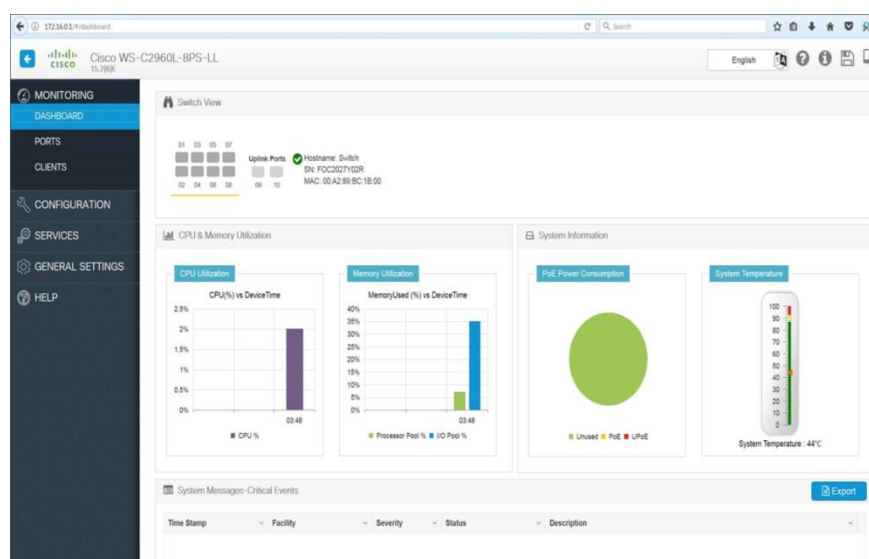 172.16.0.1/#/dashboard
Search
CISCO
Cisco WS-C2960L-8PS-LL
15.2(6)E
English
MONITORING
DASHBOARD
PORTS
CLIENTS
CONFIGURATION
SERVICES
GENERAL SETTINGS
HELP
Switch View
01 03 05 07
02 04 06 08
Uplink Ports
09 10
Hostname: Switch
SN: FOC2027Y02R
MAC: 00:A2:89:BC:1B:00
CPU & Memory Utilization
CPU Utilization
CPU(%) vs DeviceTime
2.5%
2%
1.5%
1%
0.5%
0%
03:48
CPU %
Memory Utilization
MemoryUsed (%) vs DeviceTime
40%
35%
30%
25%
20%
15%
10%
5%
0%
03:48
Processor Pool % I/O Pool %
System Information
PoE Power Consumption
Unused PoE UPoE
System Temperature
100
90
80
70
60
50
40
30
20
10
0
System Temperature : 44°C
System Messages-Critical Events
Export
Time Stamp Facility Severity Status Description